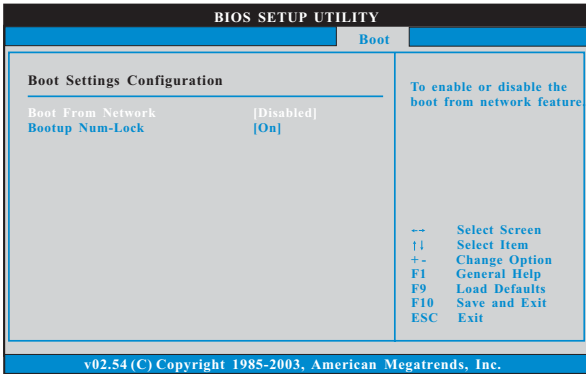 BIOS SETUP UTILITY
Boot
Boot Settings Configuration
Boot From Network [Disabled]
Bootup Num-Lock [On]
To enable or disable the
boot from network feature.
←→ Select Screen
↑↓ Select Item
+- Change Option
F1 General Help
F9 Load Defaults
F10 Save and Exit
ESC Exit
v02.54 (C) Copyright 1985-2003, American Megatrends, Inc.